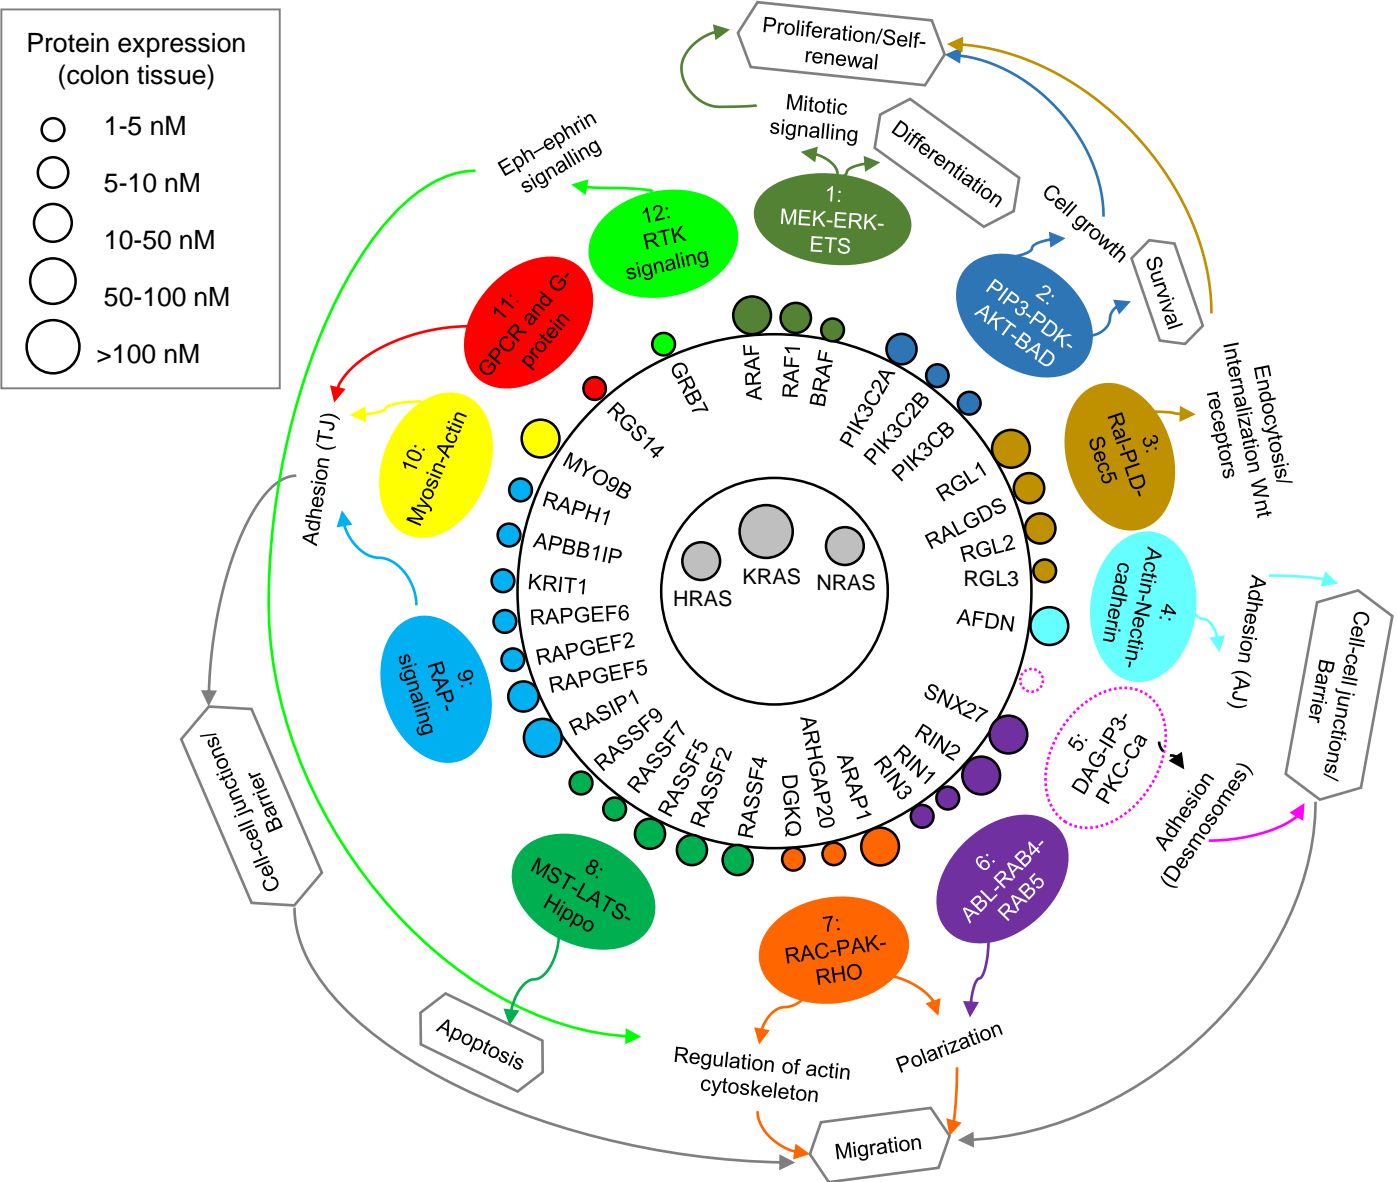 Protein expression
(colon tissue)
1-5 nM
5-10 nM
10-50 nM
50-100 nM
>100 nM
Proliferation/Self-
renewal
Mitotic
signalling
Differentiation
Eph–ephrin
signalling
1:
MEK-ERK-
ETS
Cell growth
Survival
2:
PIP3-PDK-
AKT-BAD
Endocytosis/
Internalization Wnt
receptors
3:
Ral-PLD-
Sec5
4:
Actin-Nectin-
cadherin
Adhesion (AJ)
Cell-cell junctions/
Barrier
5:
DAG-IP3-
PKC-Ca
Adhesion
(Desmosomes)
6:
ABL-RAB4-
RAB5
Polarization
7:
RAC-PAK-
RHO
Regulation of actin
cytoskeleton
Migration
8:
MST-LATS-
Hippo
Apoptosis
9:
RAP-
signaling
Cell-cell junctions/
Barrier
10:
Myosin-Actin
Adhesion (TJ)
11:
GPCR and G-
protein
12:
RTK
signaling
ARAF
RAF1
BRAF
PIK3C2A
PIK3C2B
PIK3CB
RGL1
RALGDS
RGL2
RGL3
AFDN
SNX27
RIN2
RIN1
RIN3
ARAP1
ARHGAP20
DGKQ
RASSF4
RASSF2
RASSF5
RASSF7
RASSF9
RASIP1
RAPGEF5
RAPGEF2
RAPGEF6
KRIT1
APBB1IP
RAPH1
MYO9B
RGS14
GRB7
HRAS
KRAS
NRAS